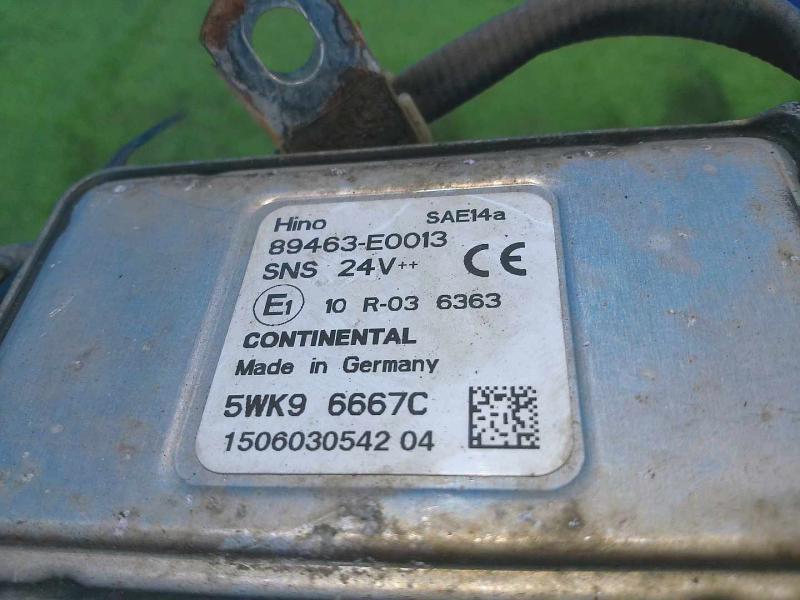 Hino SAE14a
89463-E0013
SNS 24V++ CE
E1 10 R-03 6363
CONTINENTAL
Made in Germany
5WK9 6667C
1506030542 04